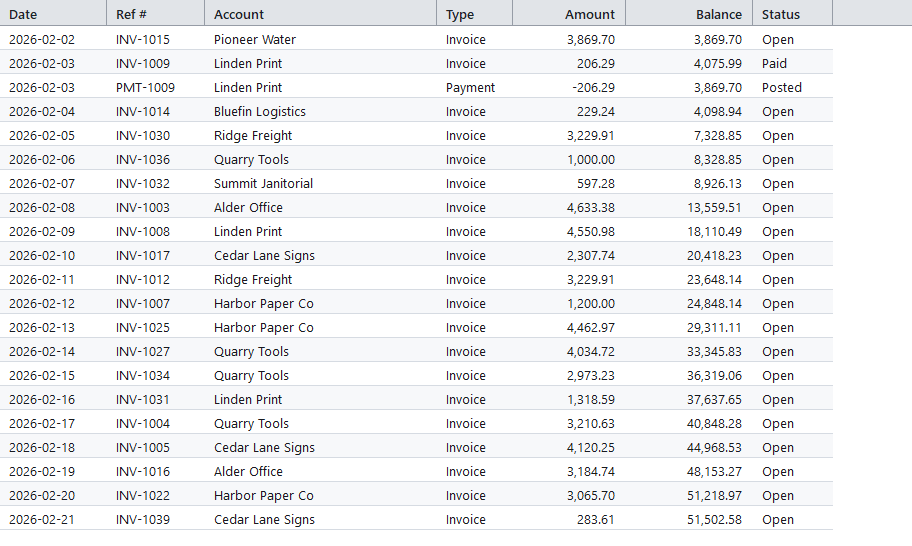 Date Ref # Account Type Amount Balance Status
2026-02-02 INV-1015 Pioneer Water Invoice 3,869.70 3,869.70 Open
2026-02-03 INV-1009 Linden Print Invoice 206.29 4,075.99 Paid
2026-02-03 PMT-1009 Linden Print Payment -206.29 3,869.70 Posted
2026-02-04 INV-1014 Bluefin Logistics Invoice 229.24 4,098.94 Open
2026-02-05 INV-1030 Ridge Freight Invoice 3,229.91 7,328.85 Open
2026-02-06 INV-1036 Quarry Tools Invoice 1,000.00 8,328.85 Open
2026-02-07 INV-1032 Summit Janitorial Invoice 597.28 8,926.13 Open
2026-02-08 INV-1003 Alder Office Invoice 4,633.38 13,559.51 Open
2026-02-09 INV-1008 Linden Print Invoice 4,550.98 18,110.49 Open
2026-02-10 INV-1017 Cedar Lane Signs Invoice 2,307.74 20,418.23 Open
2026-02-11 INV-1012 Ridge Freight Invoice 3,229.91 23,648.14 Open
2026-02-12 INV-1007 Harbor Paper Co Invoice 1,200.00 24,848.14 Open
2026-02-13 INV-1025 Harbor Paper Co Invoice 4,462.97 29,311.11 Open
2026-02-14 INV-1027 Quarry Tools Invoice 4,034.72 33,345.83 Open
2026-02-15 INV-1034 Quarry Tools Invoice 2,973.23 36,319.06 Open
2026-02-16 INV-1031 Linden Print Invoice 1,318.59 37,637.65 Open
2026-02-17 INV-1004 Quarry Tools Invoice 3,210.63 40,848.28 Open
2026-02-18 INV-1005 Cedar Lane Signs Invoice 4,120.25 44,968.53 Open
2026-02-19 INV-1016 Alder Office Invoice 3,184.74 48,153.27 Open
2026-02-20 INV-1022 Harbor Paper Co Invoice 3,065.70 51,218.97 Open
2026-02-21 INV-1039 Cedar Lane Signs Invoice 283.61 51,502.58 Open